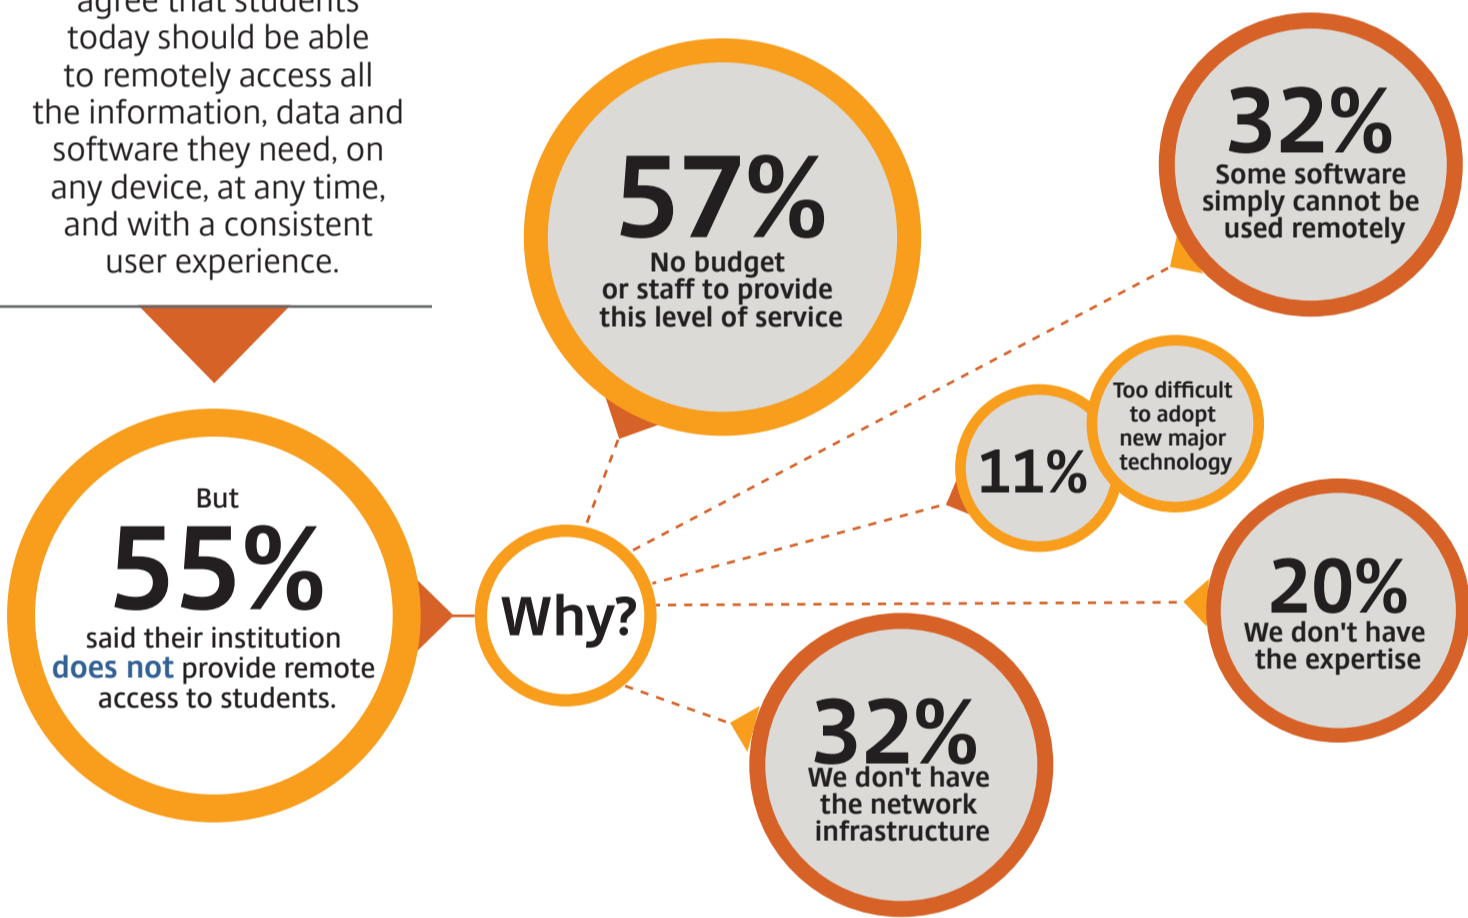 agree that students
today should be able
to remotely access all
the information, data and
software they need, on
any device, at any time,
and with a consistent
user experience.
But
55%
said their institution
does not provide remote
access to students.
Why?
57%
No budget
or staff to provide
this level of service
32%
Some software
simply cannot be
used remotely
11%
Too difficult
to adopt
new major
technology
20%
We don't have
the expertise
32%
We don't have
the network
infrastructure